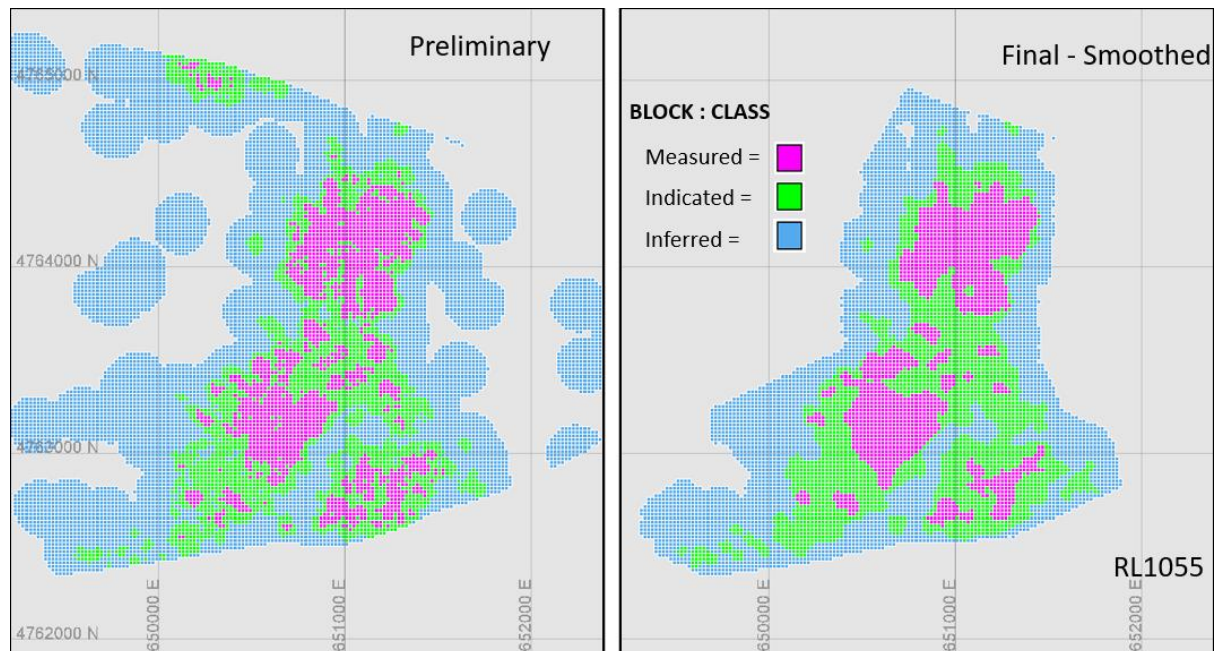 Preliminary
4765000 N
4764000 N
4763000 N
4762000 N
650000 E
651000 E
652000 E
Final - Smoothed
BLOCK : CLASS
Measured =
Indicated =
Inferred =
RL1055
650000 E
651000 E
652000 E